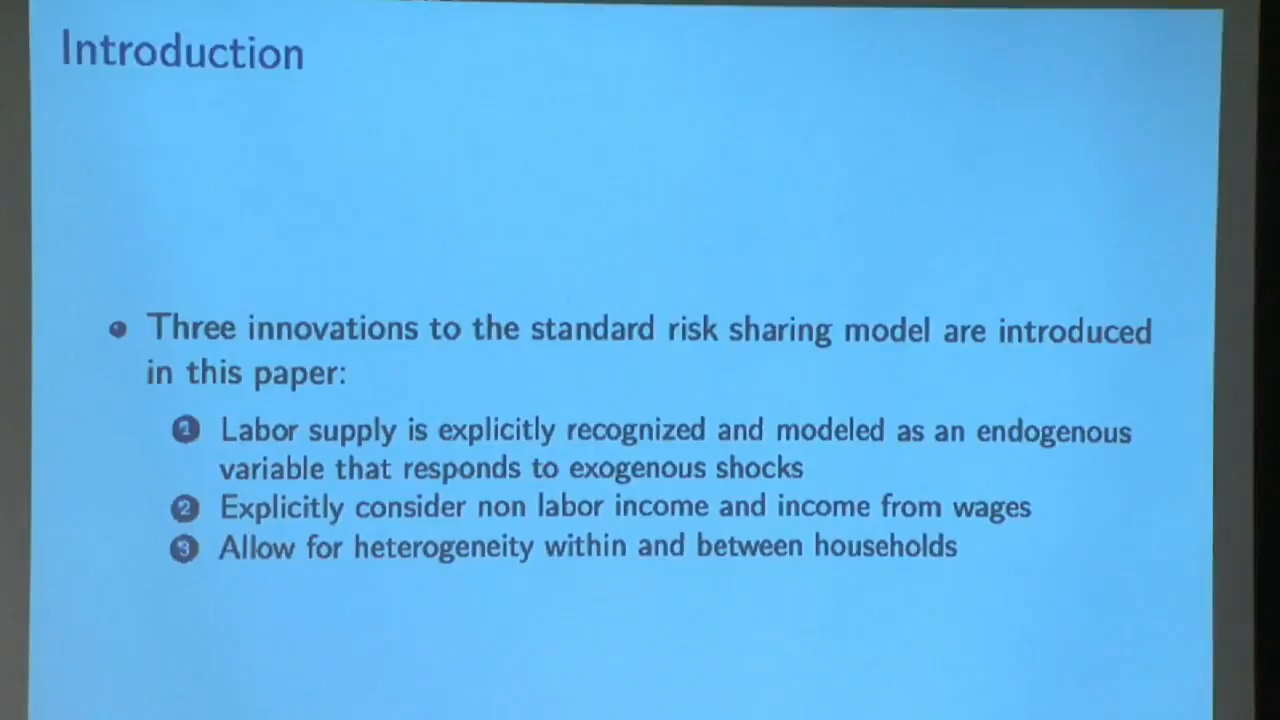 Introduction
Three innovations to the standard risk sharing model are introduced
in this paper:
1 Labor supply is explicitly recognized and modeled as an endogenous
variable that responds to exogenous shocks
2 Explicitly consider non labor income and income from wages
3 Allow for heterogeneity within and between households